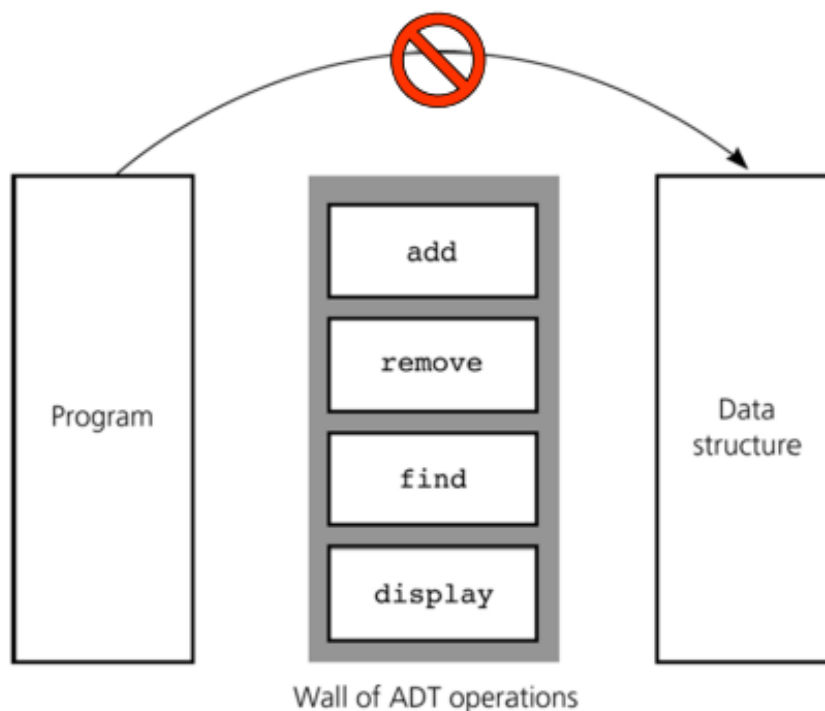 Program
add
remove
find
display
Data
structure
Wall of ADT operations